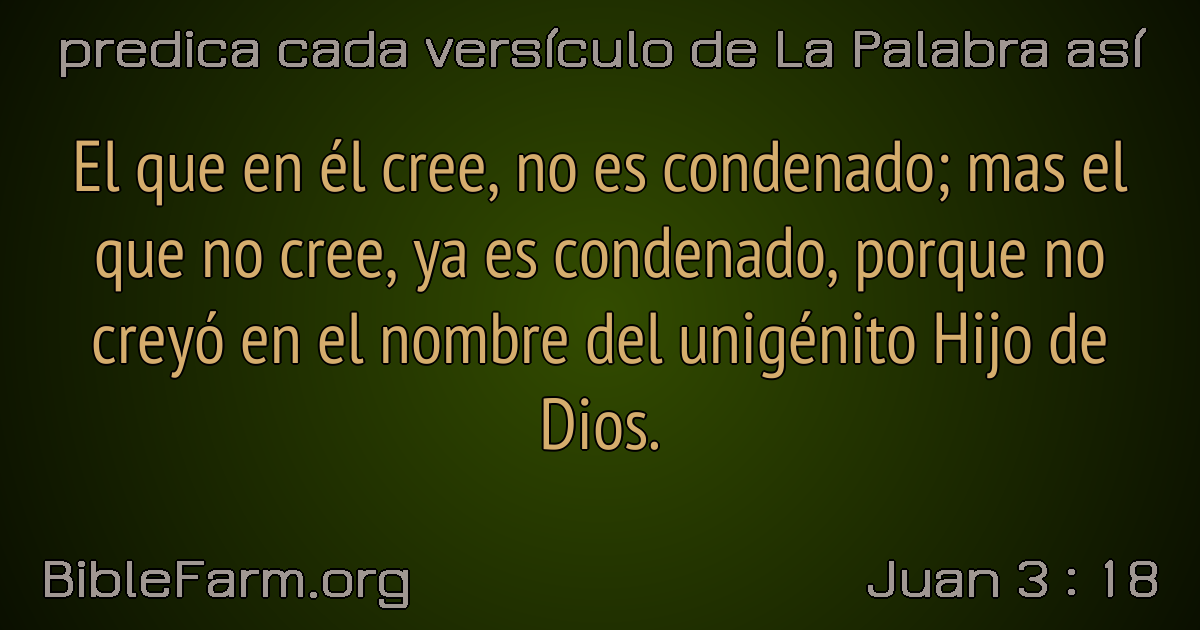 predica cada versículo de La Palabra así
El que en él cree, no es condenado; mas el
que no cree, ya es condenado, porque no
creyó en el nombre del unigénito Hijo de
Dios.
BibleFarm.org
Juan 3 : 18